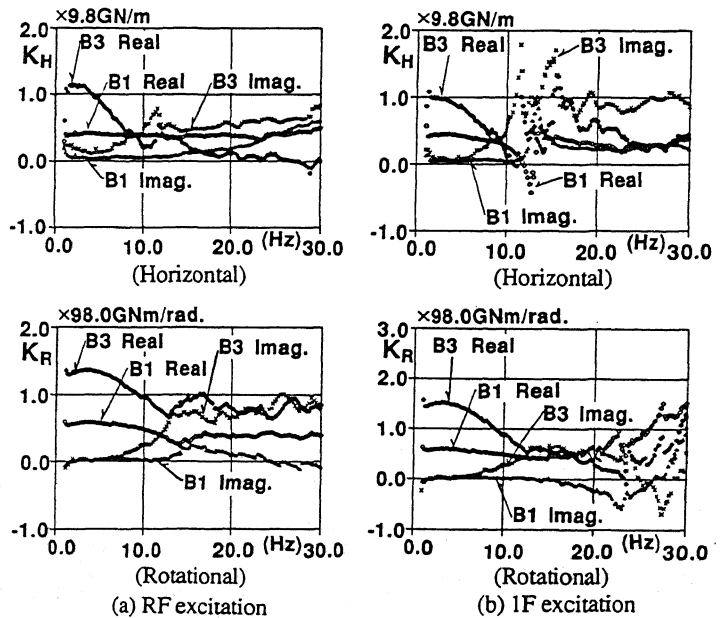 ×9.8GN/m
2.0
K_H
B3 Real
B1 Real
B3 Imag.
1.0
0.0
B1 Imag.
-1.0
0.0
10.0
20.0
(Hz)
30.0
(Horizontal)
×9.8GN/m
2.0
K_H
B3 Real
B3 Imag.
1.0
0.0
B1 Real
B1 Imag.
-1.0
0.0
10.0
20.0
(Hz)
30.0
(Horizontal)
×98.0GNm/rad.
2.0
K_R
B3 Real
B1 Real
B3 Imag.
1.0
0.0
B1 Imag.
-1.0
0.0
10.0
20.0
(Hz)
30.0
(Rotational)
(a) RF excitation
×98.0GNm/rad.
3.0
K_R
B3 Real
2.0
B1 Real
B3 Imag.
1.0
0.0
B1 Imag.
-1.0
0.0
10.0
20.0
(Hz)
30.0
(Rotational)
(b) 1F excitation